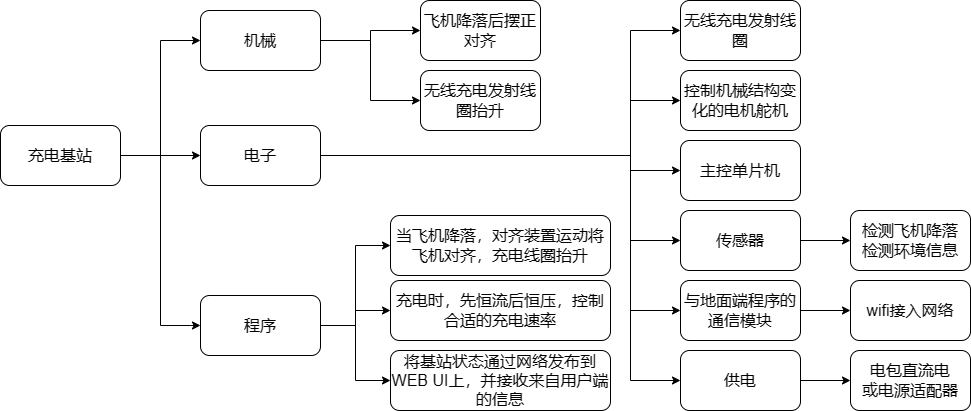 充电基站
机械
飞机降落后摆正
对齐
无线充电发射线
圈抬升
电子
无线充电发射线
圈
控制机械结构变
化的电机舵机
主控单片机
传感器
检测飞机降落
检测环境信息
与地面端程序的
通信模块
wifi接入网络
供电
电包直流电
或电源适配器
程序
当飞机降落，对齐装置运动将
飞机对齐，充电线圈抬升
充电时，先恒流后恒压，控制
合适的充电速率
将基站状态通过网络发布到
WEB UI上，并接收来自用户端
的信息